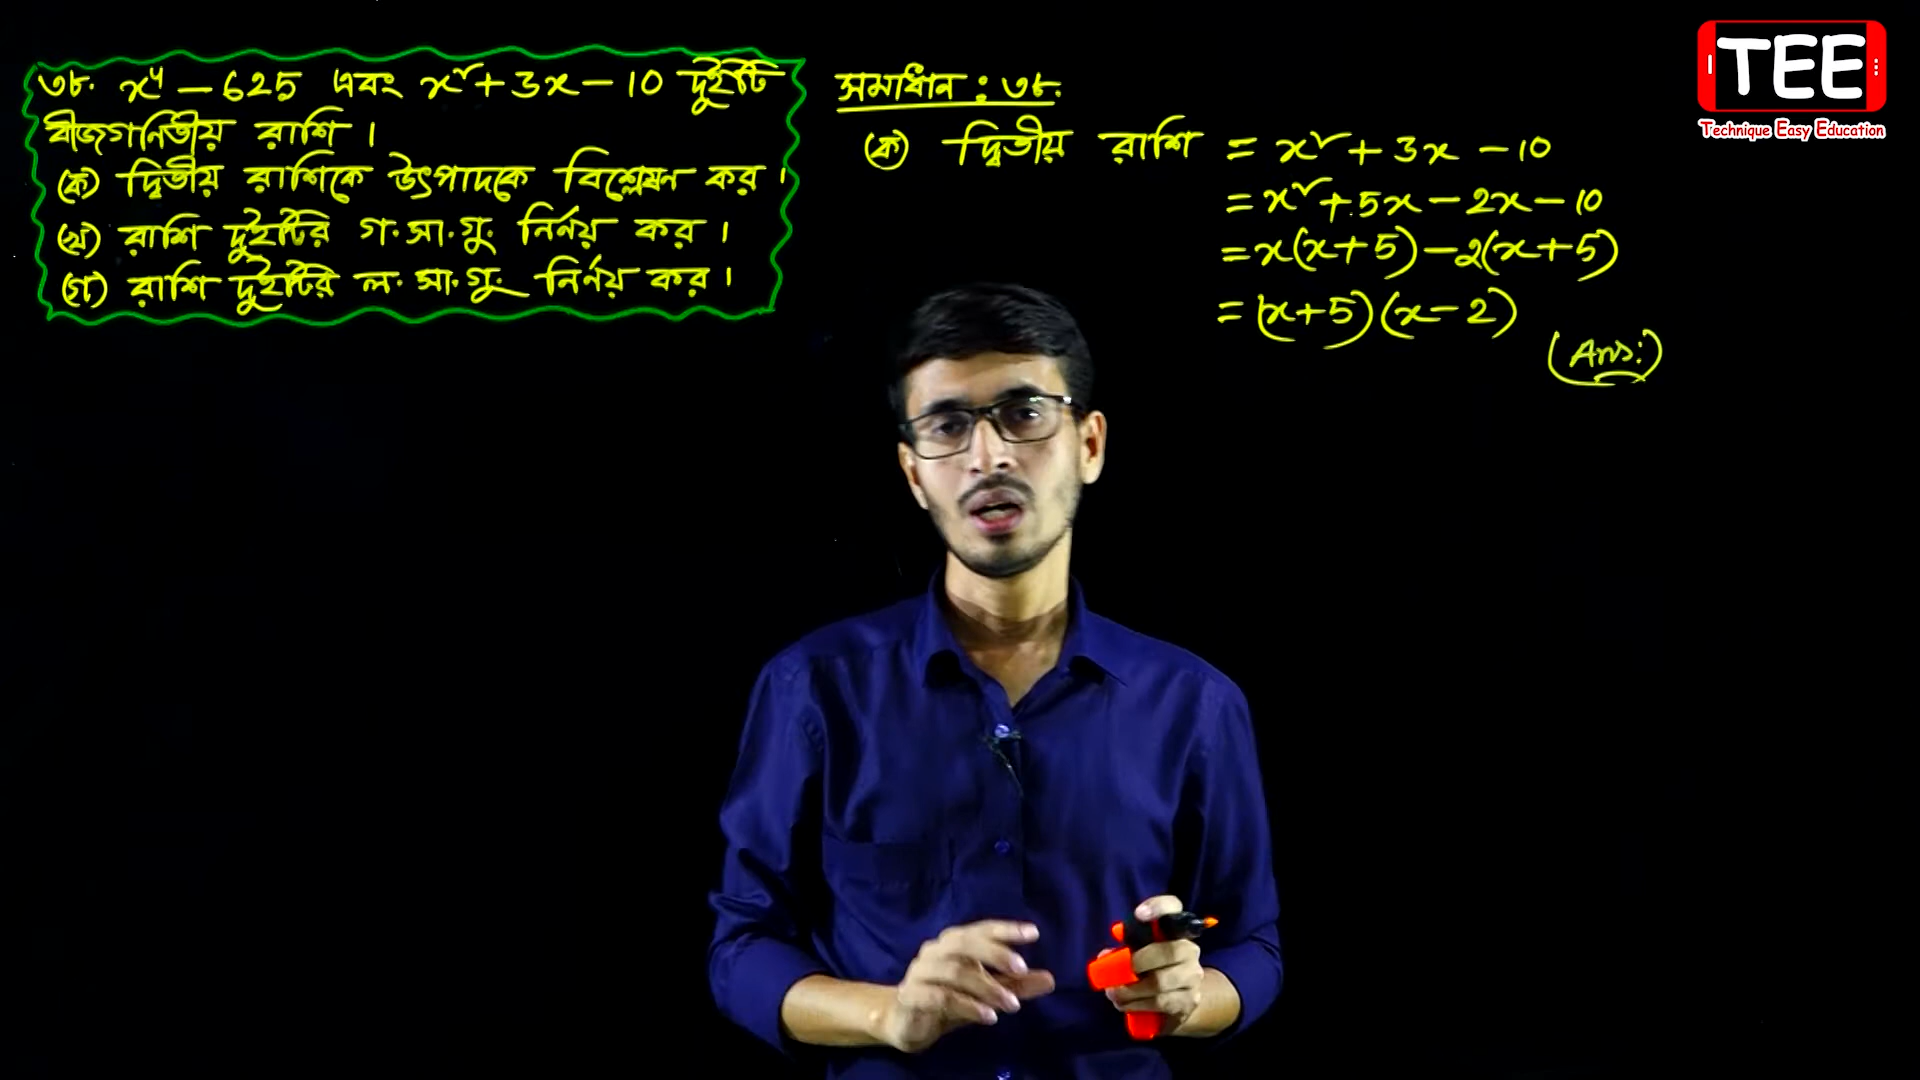 ৩৮. x⁴ − 625 এবং x² + 3x − 10 দুইটি
বীজগনিতীয় রাশি ।
(ক) দ্বিতীয় রাশিকে উৎপাদকে বিশ্লেষণ কর ।
(খ) রাশি দুইটির গ. সা. গু. নির্ণয় কর ।
(গ) রাশি দুইটির ল. সা. গু. নির্ণয় কর ।
সমাধান : ৩৮.
(ক) দ্বিতীয় রাশি = x² + 3x − 10
= x² + 5x − 2x − 10
= x(x + 5) − 2(x + 5)
= (x + 5)(x − 2)
(Ans:)
TEE
Technique Easy Education